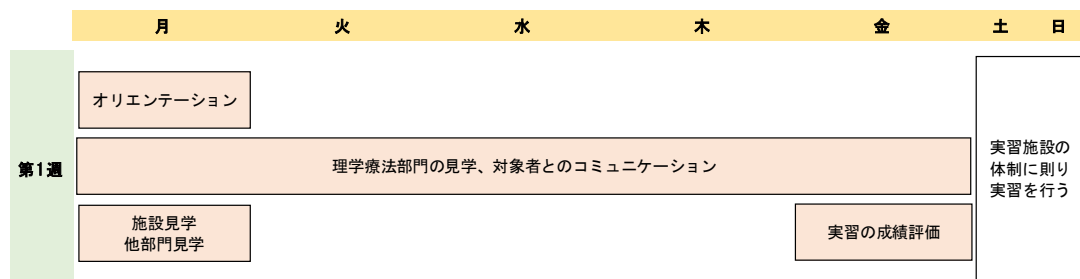 月 火 水 木 金 土 日
第1週
オリエンテーション
理学療法部門の見学、対象者とのコミュニケーション
施設見学
他部門見学
実習の成績評価
実習施設の
体制に則り
実習を行う